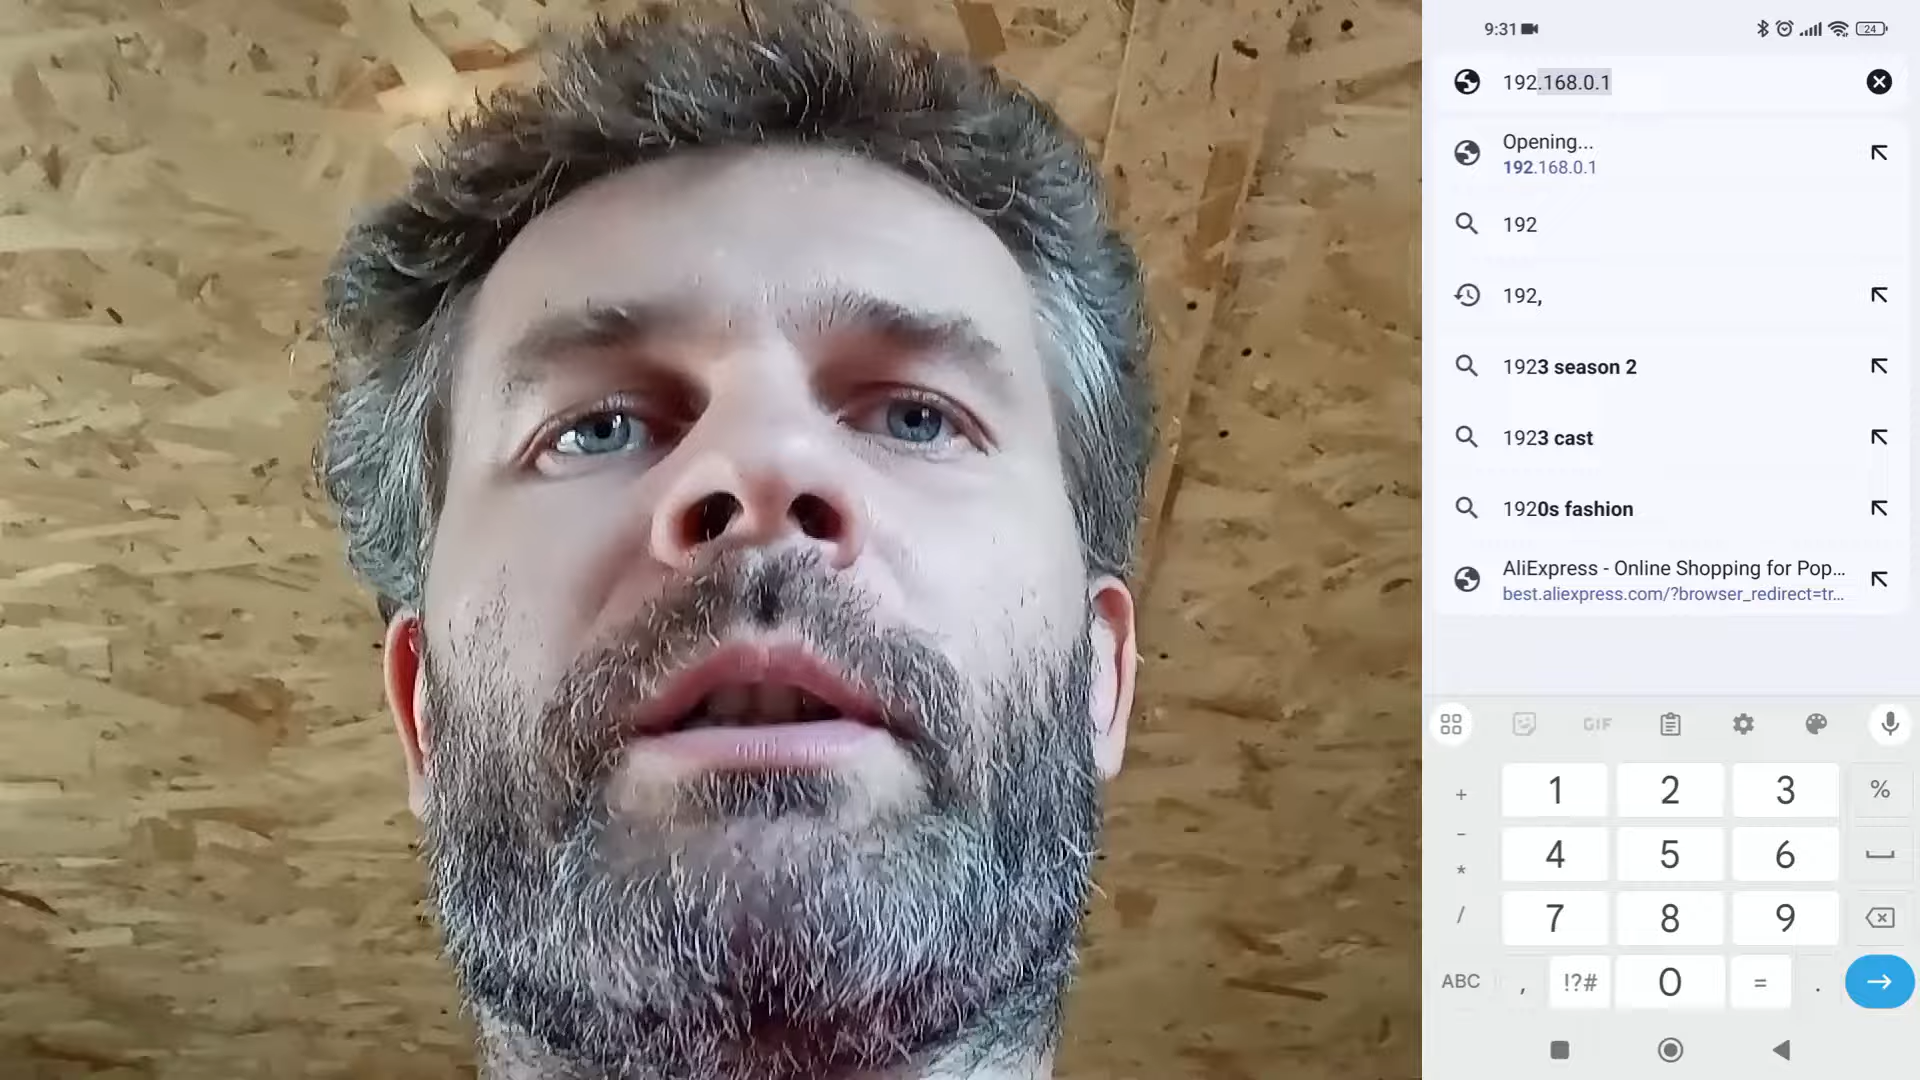 9:31
24
192.168.0.1
Opening...
192.168.0.1
192
192,
1923 season 2
1923 cast
1920s fashion
AliExpress - Online Shopping for Pop...
best.aliexpress.com/?browser_redirect=tr...
GIF
+ 1 2 3 %
- 4 5 6
*
/ 7 8 9
ABC , !?# 0 = .